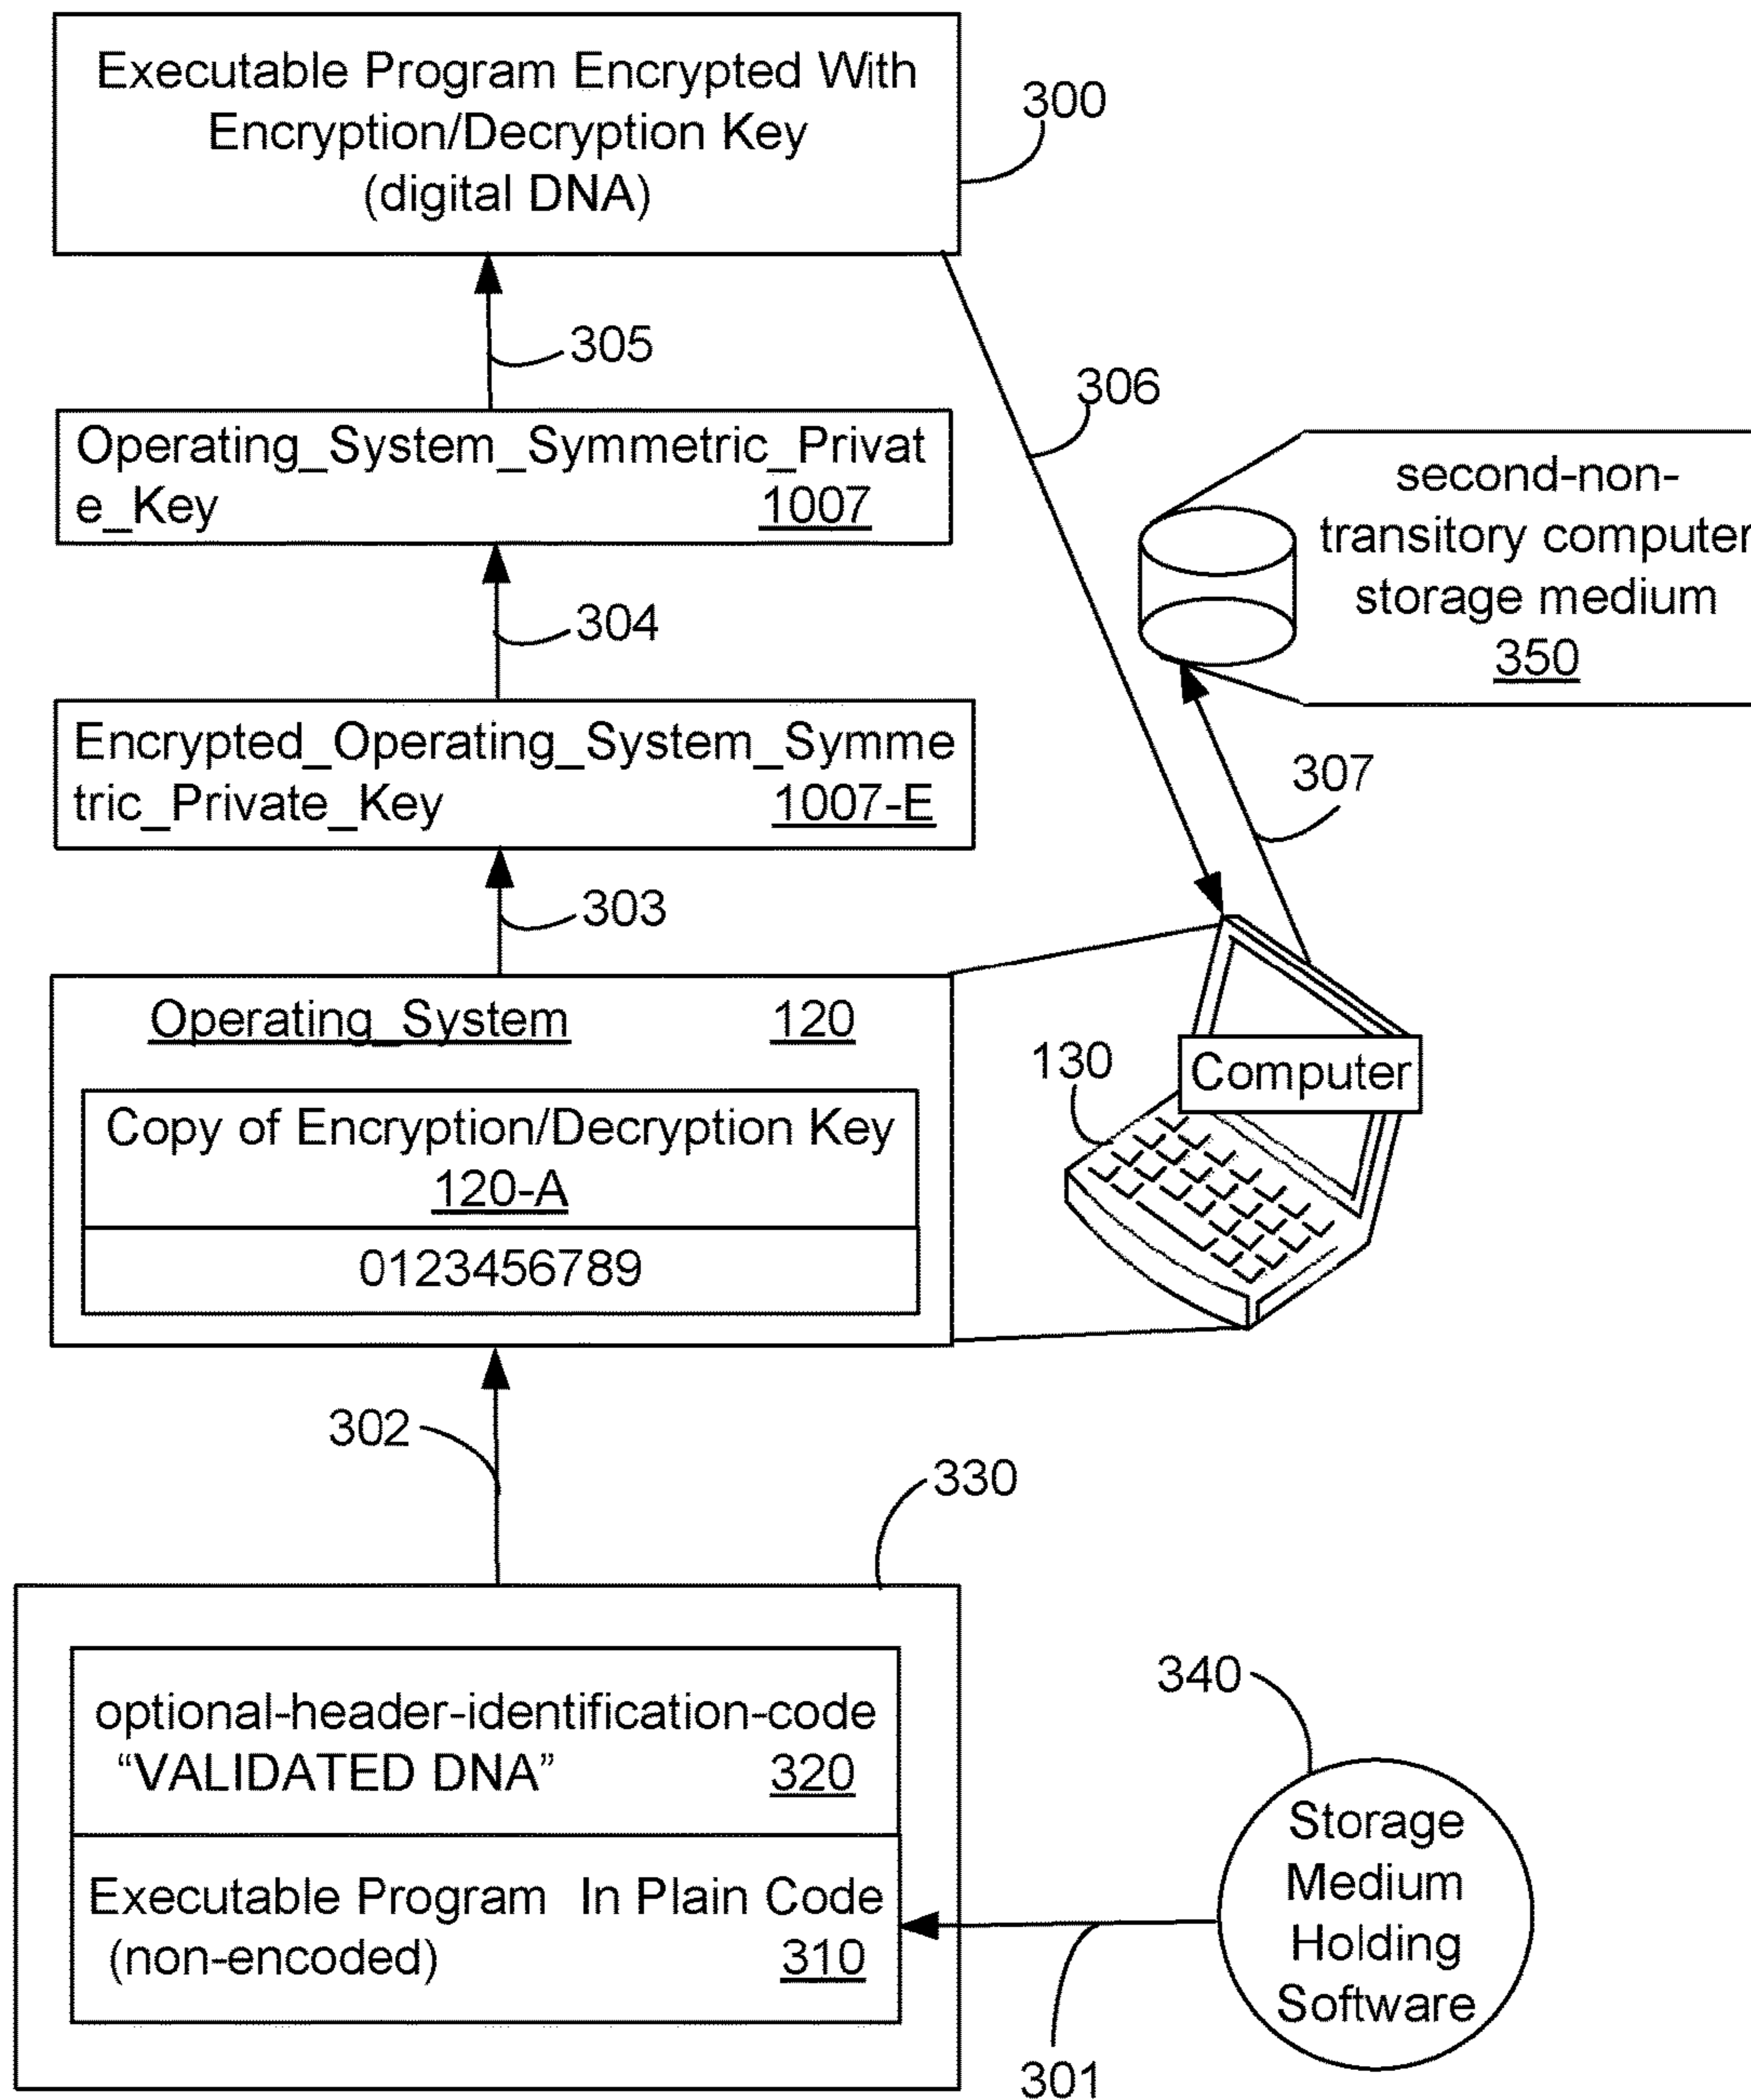 Executable Program Encrypted With
Encryption/Decryption Key
(digital DNA)
300
305
306
Operating_System_Symmetric_Privat
e_Key 1007
second-non-
transitory computer
storage medium
350
304
Encrypted_Operating_System_Symme
tric_Private_Key 1007-E
307
303
Operating_System 120
Copy of Encryption/Decryption Key
120-A
0123456789
130
Computer
302
330
optional-header-identification-code
“VALIDATED DNA” 320
Executable Program In Plain Code
(non-encoded) 310
340
Storage
Medium
Holding
Software
301